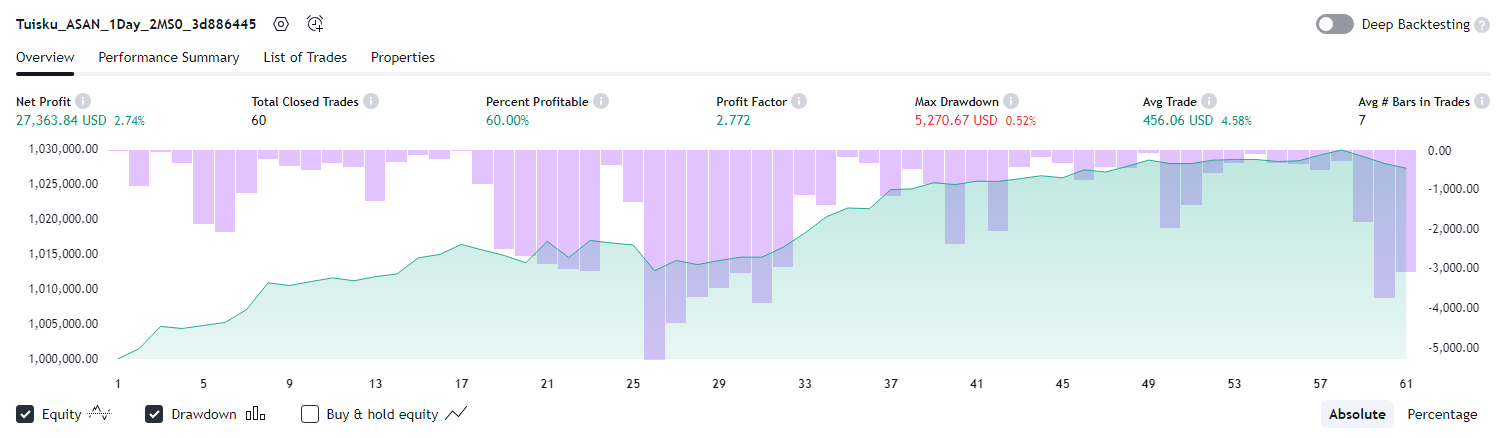 Tuisku_ASAN_1Day_2MS0_3d886445 Deep Backtesting
Overview Performance Summary List of Trades Properties
Net Profit Total Closed Trades Percent Profitable Profit Factor Max Drawdown Avg Trade Avg # Bars in Trades
27,363.84 USD 2.74% 60 60.00% 2.772 5,270.67 USD 0.52% 456.06 USD 4.58% 7
1,030,000.00 0.00
1,025,000.00 -1,000.00
1,020,000.00 -2,000.00
1,015,000.00 -3,000.00
1,010,000.00 -4,000.00
1,005,000.00 -5,000.00
1,000,000.00
1 5 9 13 17 21 25 29 33 37 41 45 49 53 57 61
Equity Drawdown Buy & hold equity Absolute Percentage